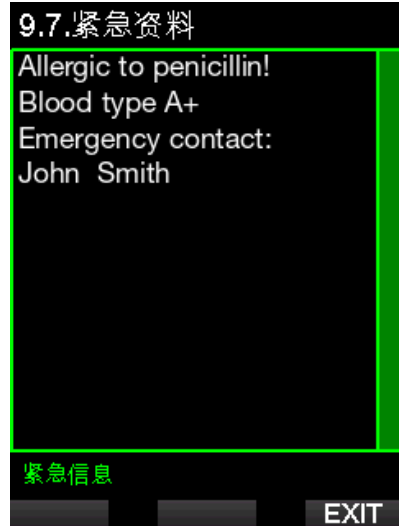 9.7.紧急资料
Allergic to penicillin!
Blood type A+
Emergency contact:
John  Smith
紧急信息
EXIT